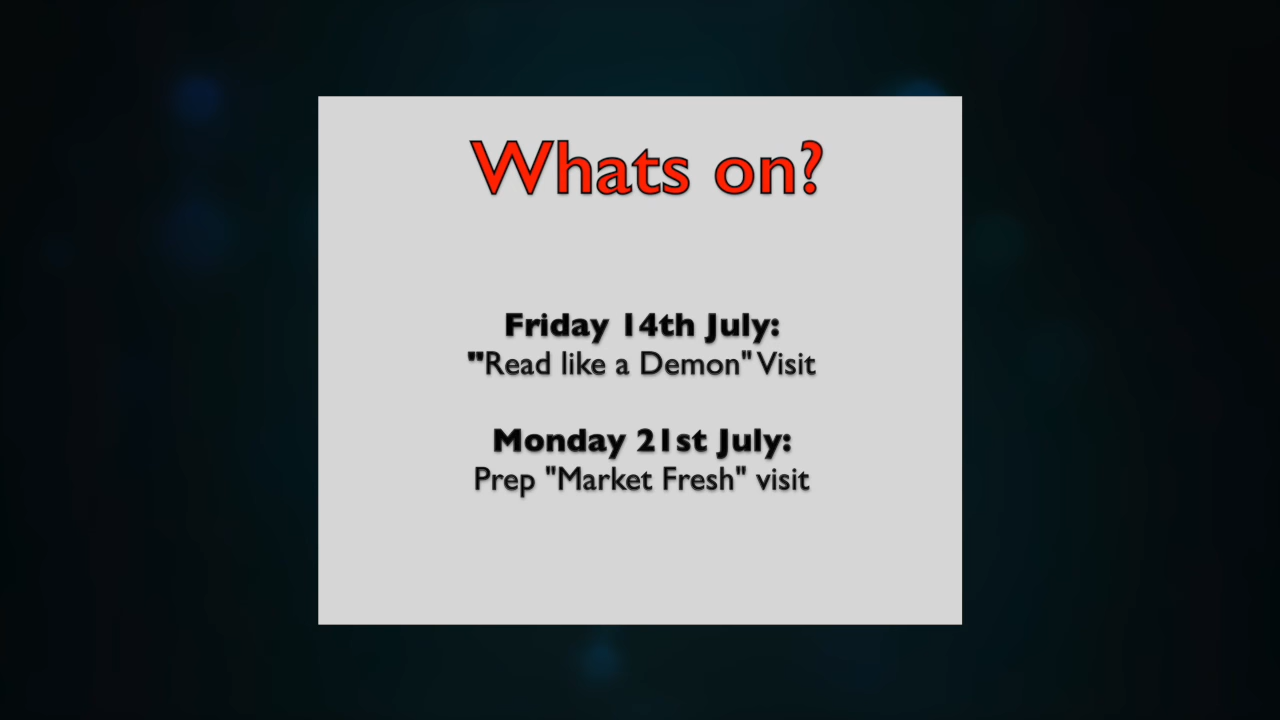 Whats on?
Friday 14th July:
"Read like a Demon" Visit
Monday 21st July:
Prep "Market Fresh" visit